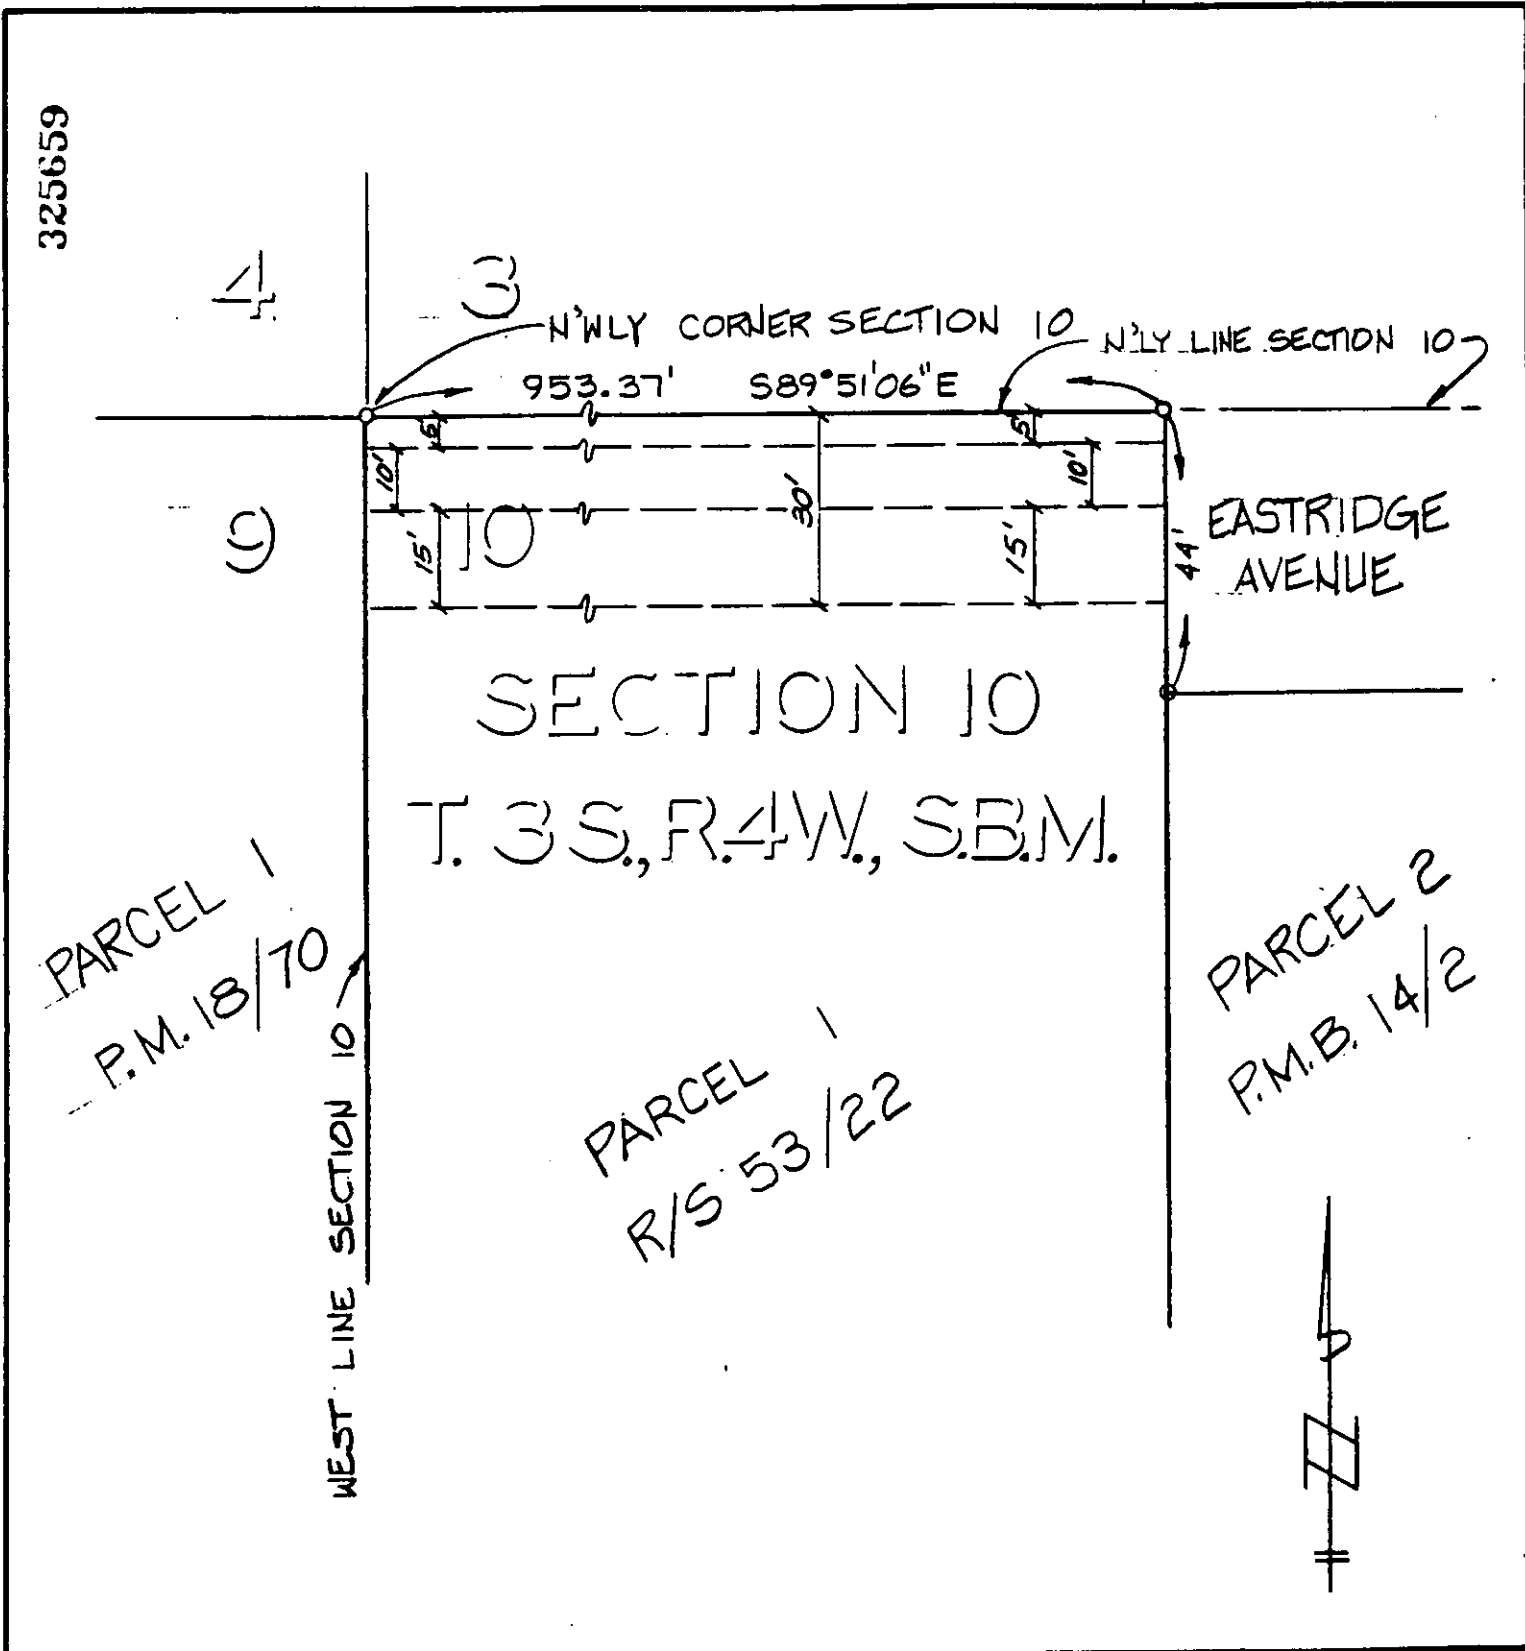 325659
4
3
N'WLY CORNER SECTION 10
N'LY LINE SECTION 10
953.37' S89°51'06"E
5'
5'
10'
10'
30'
9
10
15'
15'
44'
EASTRIDGE
AVENUE
SECTION 10
T. 3S., R.4W., S.B.M.
PARCEL 1
P.M. 18/70
WEST LINE SECTION 10
PARCEL 1
R/S 53/22
PARCEL 2
P.M.B. 14/2
N